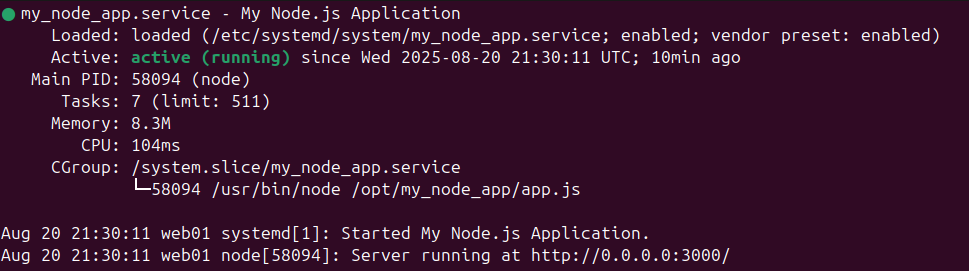 ● my_node_app.service - My Node.js Application
Loaded: loaded (/etc/systemd/system/my_node_app.service; enabled; vendor preset: enabled)
Active: active (running) since Wed 2025-08-20 21:30:11 UTC; 10min ago
Main PID: 58094 (node)
Tasks: 7 (limit: 511)
Memory: 8.3M
CPU: 104ms
CGroup: /system.slice/my_node_app.service
└─58094 /usr/bin/node /opt/my_node_app/app.js
Aug 20 21:30:11 web01 systemd[1]: Started My Node.js Application.
Aug 20 21:30:11 web01 node[58094]: Server running at http://0.0.0.0:3000/